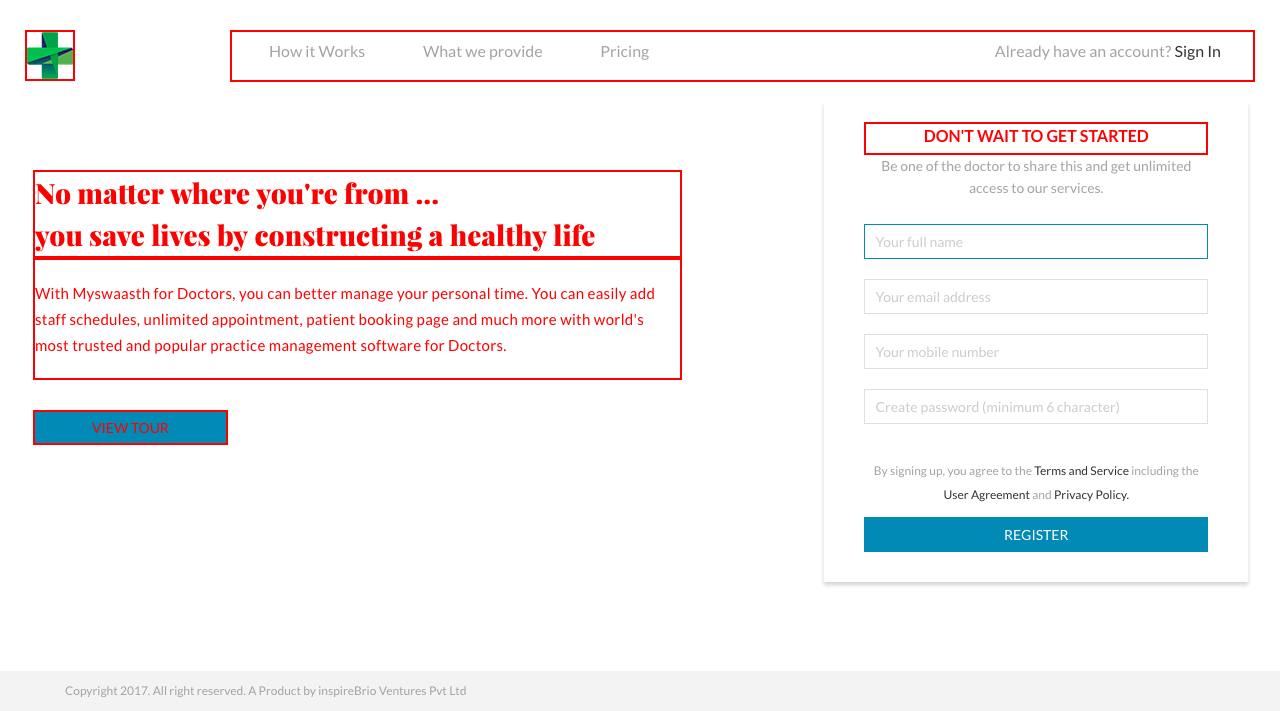 How it Works
What we provide
Pricing
Already have an account? Sign In
No matter where you're from ...
you save lives by constructing a healthy life
With Myswaasth for Doctors, you can better manage your personal time. You can easily add
staff schedules, unlimited appointment, patient booking page and much more with world's
most trusted and popular practice management software for Doctors.
VIEW TOUR
DON'T WAIT TO GET STARTED
Be one of the doctor to share this and get unlimited
access to our services.
Your full name
Your email address
Your mobile number
Create password (minimum 6 character)
By signing up, you agree to the Terms and Service including the
User Agreement and Privacy Policy.
REGISTER
Copyright 2017. All right reserved. A Product by inspireBrio Ventures Pvt Ltd